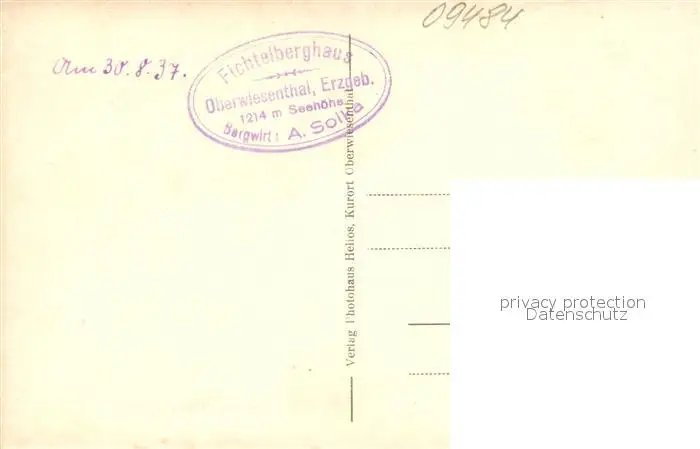 09484
Am 30.8.37.
Fichtelberghaus
Oberwiesenthal, Erzgeb.
1214 m Seehöhe
Bergwirt: A. Solka
Verlag Photohaus Helios, Kurort Oberwiesenthal
privacy protection
Datenschutz